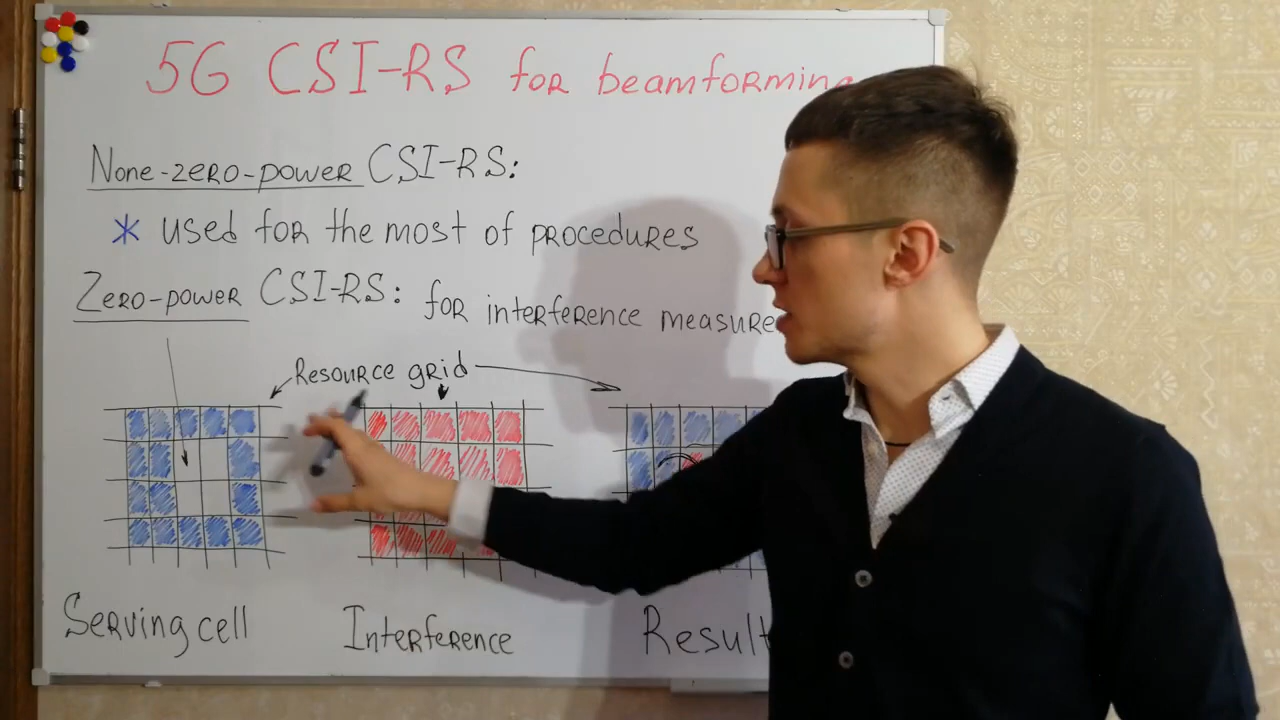 5G CSI-RS for beamforming
None-zero-power CSI-RS:
* used for the most of procedures
Zero-power CSI-RS: for interference measure
Resource grid
Serving cell
Interference
Result